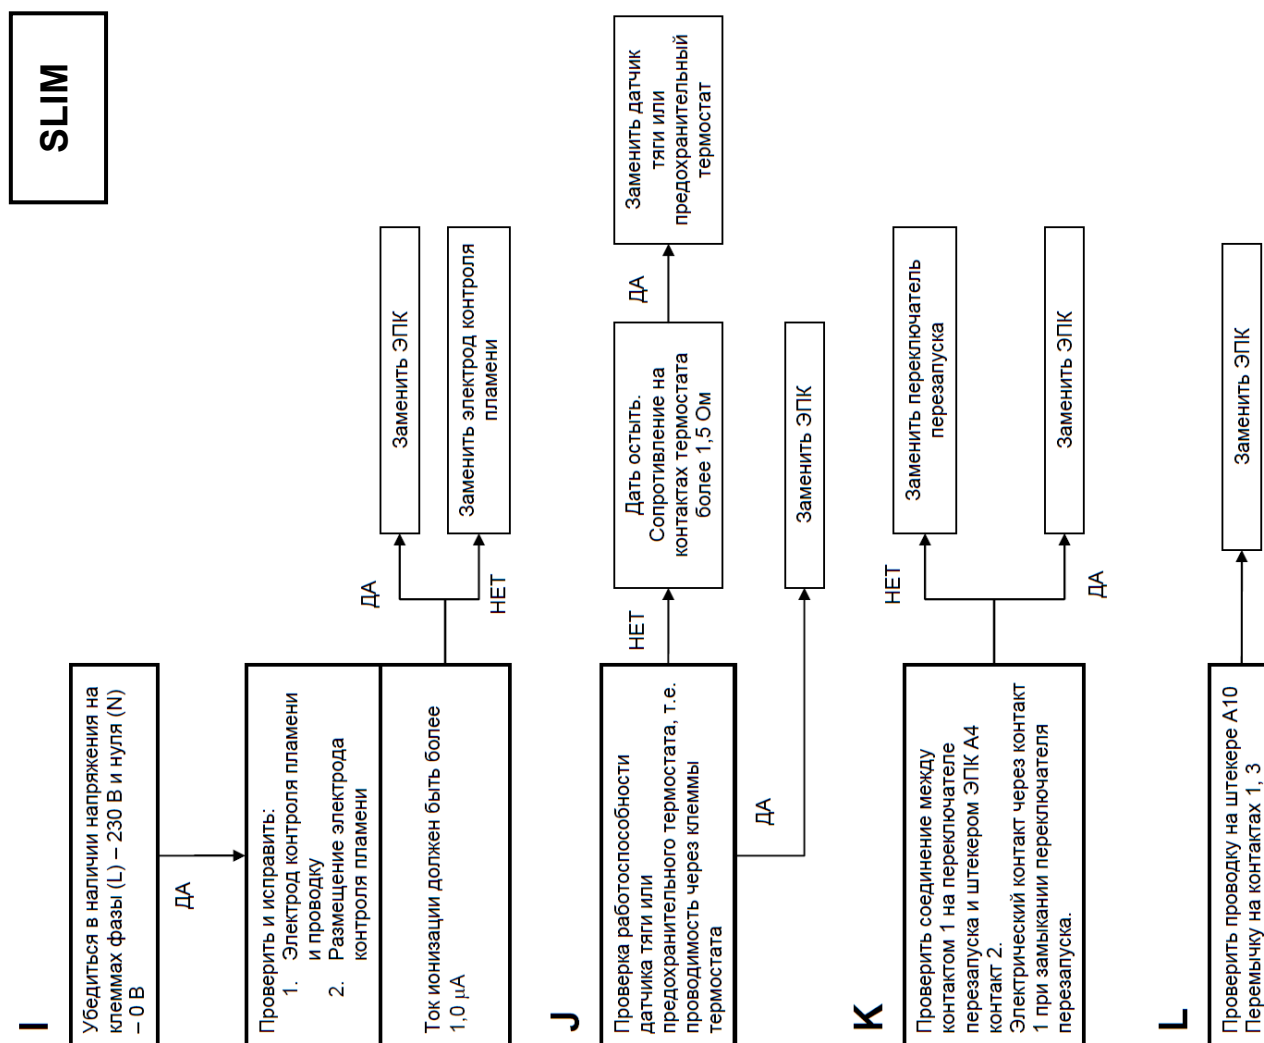 SLIM
I
Убедиться в наличии напряжения на
клеммах фазы (L) – 230 В и нуля (N)
– 0 В
ДА
Проверить и исправить:
1. Электрод контроля пламени
и проводку
2. Размещение электрода
контроля пламени
Ток ионизации должен быть более
1,0 μА
ДА
Заменить ЭПК
НЕТ
Заменить электрод контроля
пламени
J
Проверка работоспособности
датчика тяги или
предохранительного термостата, т.е.
проводимость через клеммы
термостата
НЕТ
Дать остыть.
Сопротивление на
контактах термостата
более 1,5 Ом
ДА
Заменить датчик
тяги или
предохранительный
термостат
ДА
Заменить ЭПК
K
Проверить соединение между
контактом 1 на переключателе
перезапуска и штекером ЭПК А4
контакт 2.
Электрический контакт через контакт
1 при замыкании переключателя
перезапуска.
НЕТ
Заменить переключатель
перезапуска
ДА
Заменить ЭПК
L
Проверить проводку на штекере А10
Перемычку на контактах 1, 3
Заменить ЭПК